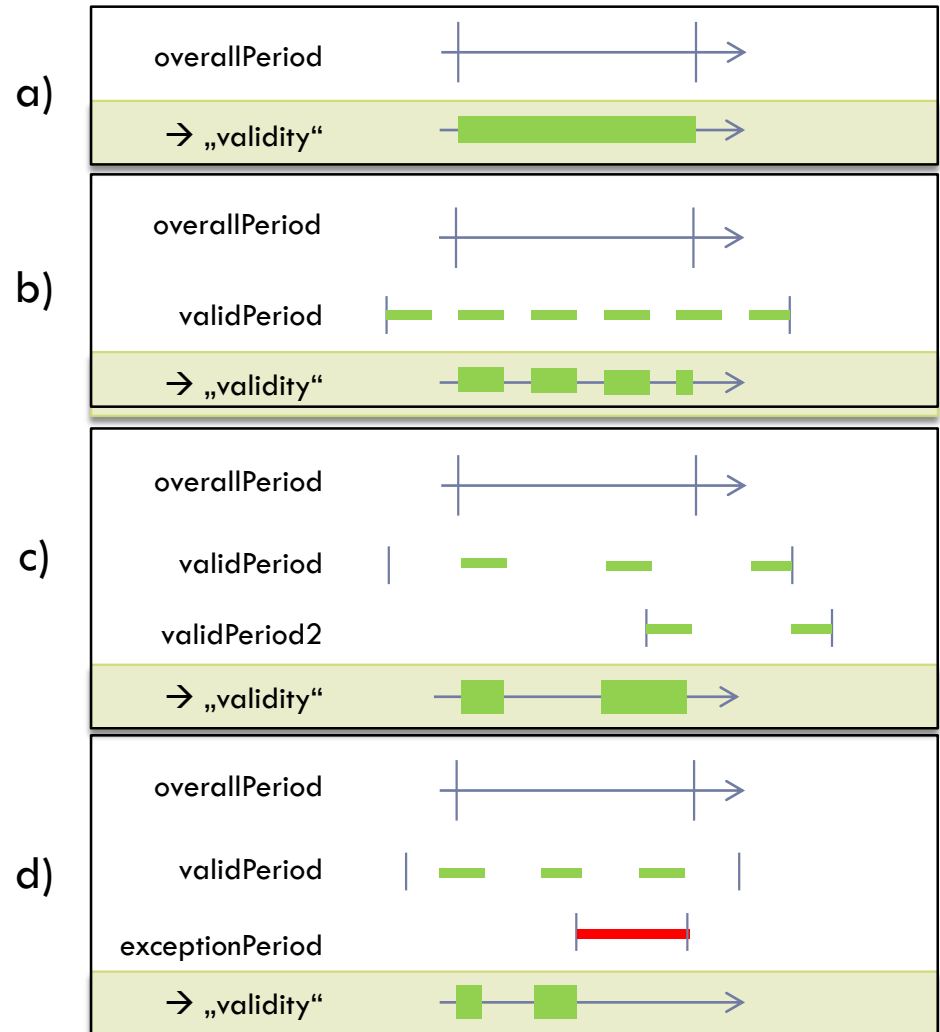 a)
overallPeriod
→ „validity“
b)
overallPeriod
validPeriod
→ „validity“
c)
overallPeriod
validPeriod
validPeriod2
→ „validity“
d)
overallPeriod
validPeriod
exceptionPeriod
→ „validity“